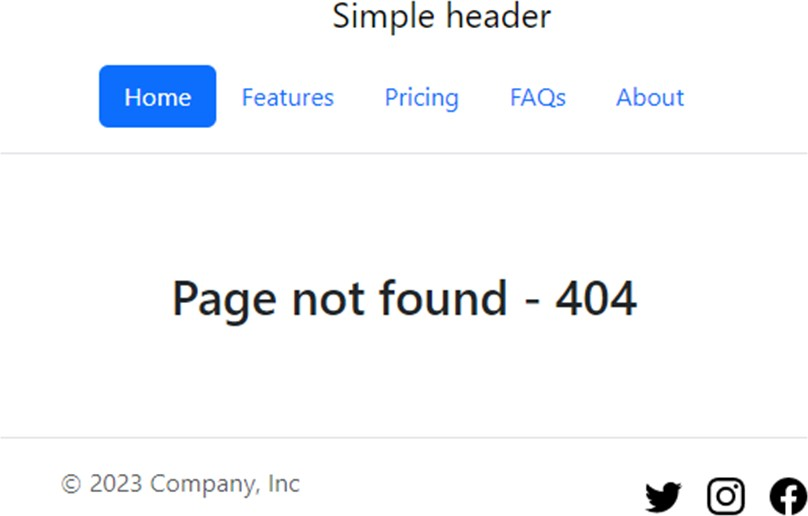 Simple header
Home Features Pricing FAQs About
Page not found - 404
© 2023 Company, Inc